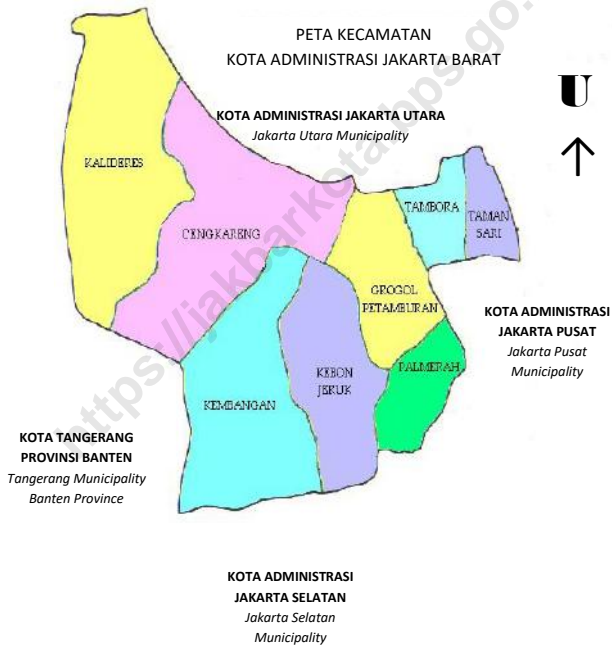 PETA KECAMATAN
KOTA ADMINISTRASI JAKARTA BARAT
U
KOTA ADMINISTRASI JAKARTA UTARA
Jakarta Utara Municipality
KALIDERES
TAMBORA
TAMAN
SARI
CENGKARENG
GROGOL
PETAMBURAN
KOTA ADMINISTRASI
JAKARTA PUSAT
Jakarta Pusat
Municipality
PALMERAH
KEBON
JERUK
KEMBANGAN
KOTA TANGERANG
PROVINSI BANTEN
Tangerang Municipality
Banten Province
KOTA ADMINISTRASI
JAKARTA SELATAN
Jakarta Selatan
Municipality
https://jakbarkota.bps.go.